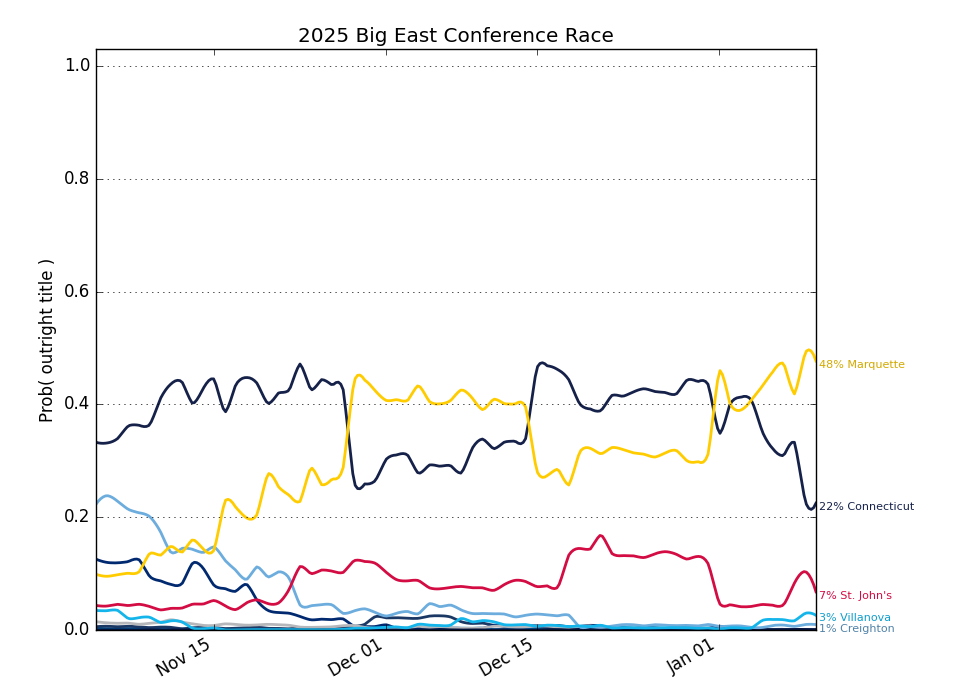 2025 Big East Conference Race
Prob( outright title )
1.0
0.8
0.6
0.4
0.2
0.0
48% Marquette
22% Connecticut
7% St. John's
3% Villanova
1% Creighton
Nov 15
Dec 01
Dec 15
Jan 01